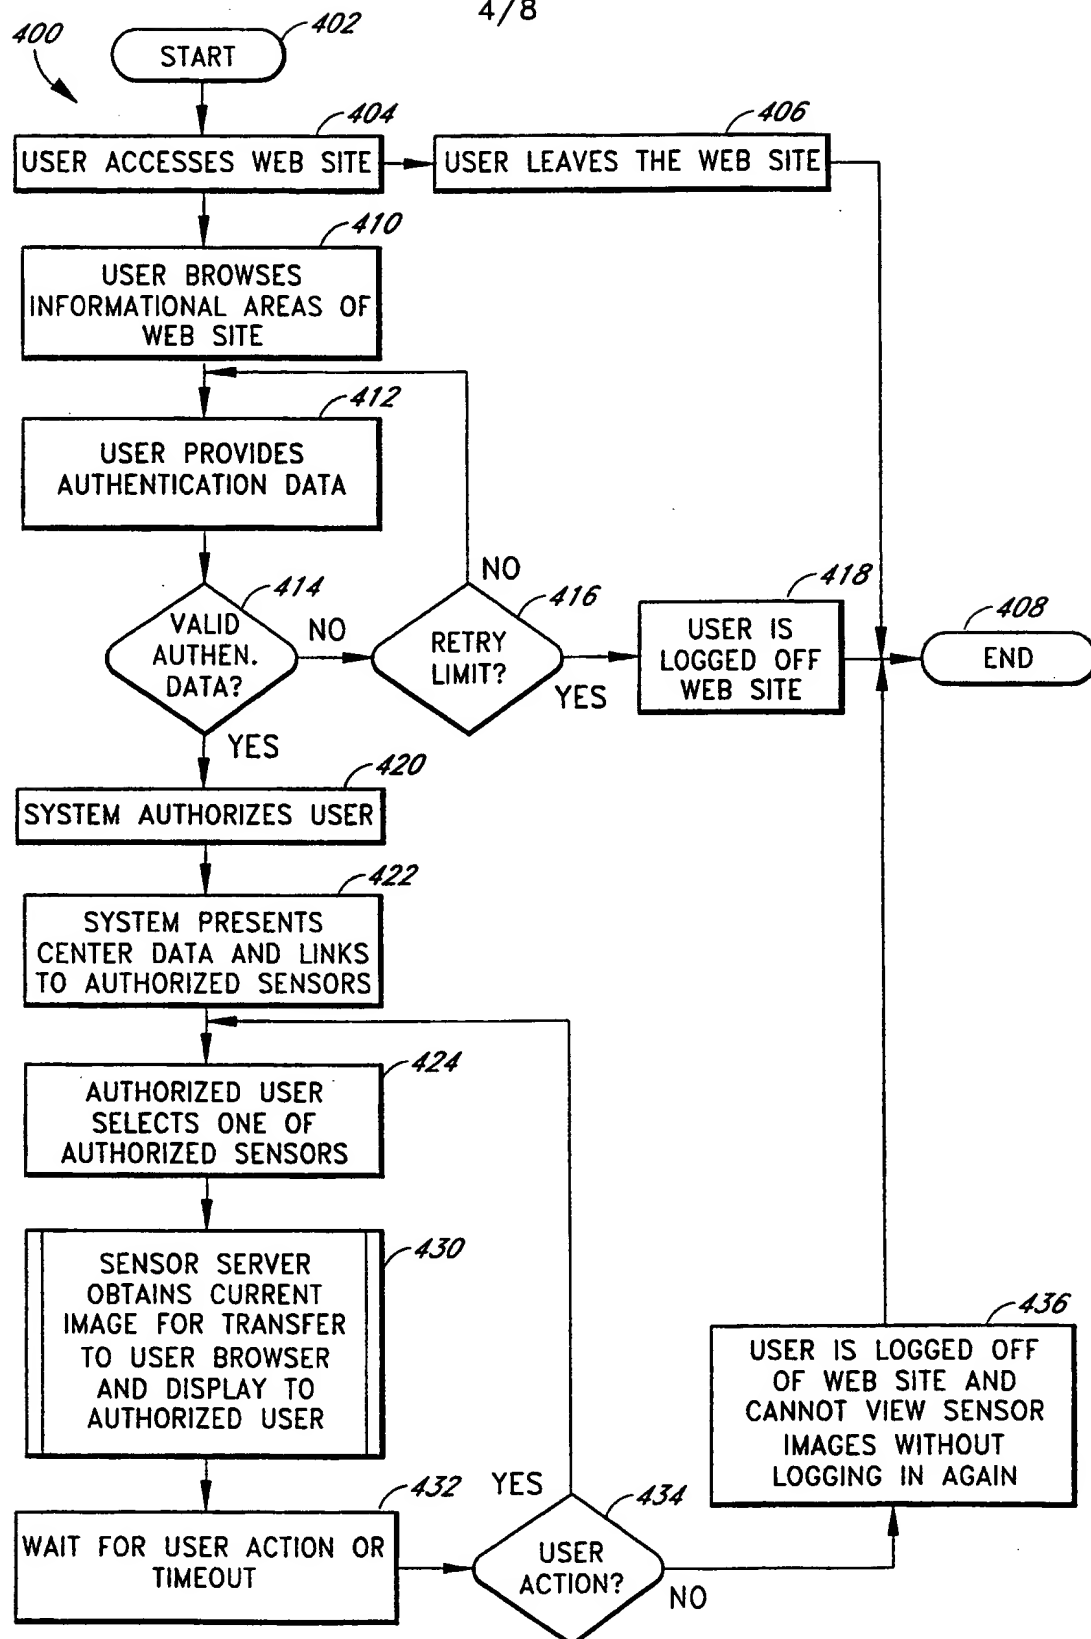 4/8
400
402
START
404
USER ACCESSES WEB SITE
406
USER LEAVES THE WEB SITE
410
USER BROWSES
INFORMATIONAL AREAS OF
WEB SITE
412
USER PROVIDES
AUTHENTICATION DATA
414
VALID
AUTHEN.
DATA?
NO
YES
416
RETRY
LIMIT?
NO
YES
418
USER IS
LOGGED OFF
WEB SITE
408
END
420
SYSTEM AUTHORIZES USER
422
SYSTEM PRESENTS
CENTER DATA AND LINKS
TO AUTHORIZED SENSORS
424
AUTHORIZED USER
SELECTS ONE OF
AUTHORIZED SENSORS
430
SENSOR SERVER
OBTAINS CURRENT
IMAGE FOR TRANSFER
TO USER BROWSER
AND DISPLAY TO
AUTHORIZED USER
432
WAIT FOR USER ACTION OR
TIMEOUT
434
USER
ACTION?
YES
NO
436
USER IS LOGGED OFF
OF WEB SITE AND
CANNOT VIEW SENSOR
IMAGES WITHOUT
LOGGING IN AGAIN